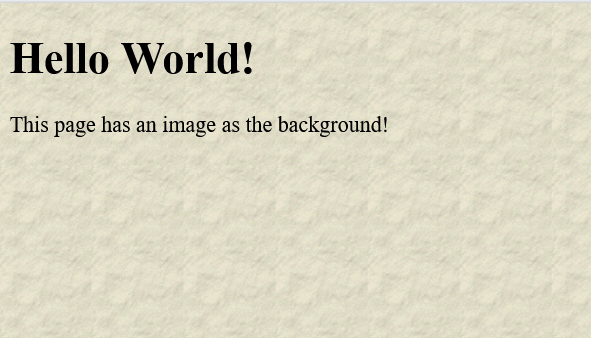 Hello World!
This page has an image as the background!